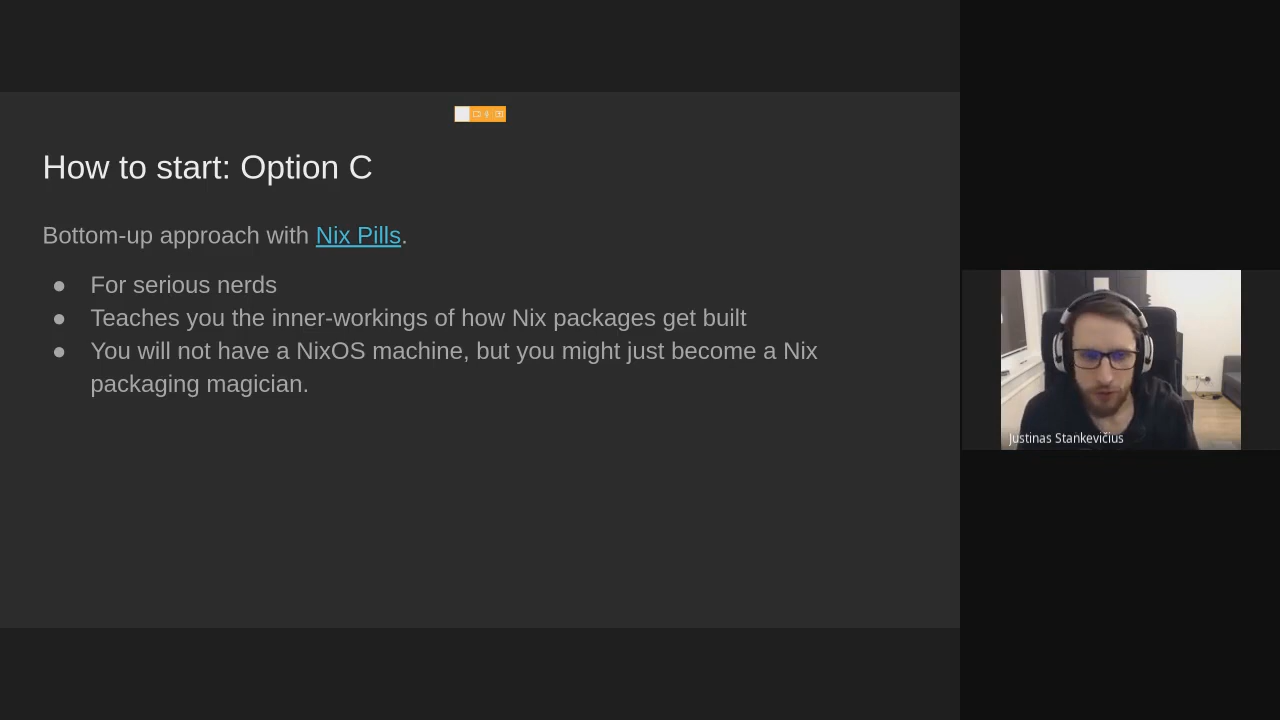 How to start: Option C
Bottom-up approach with Nix Pills.
● For serious nerds
● Teaches you the inner-workings of how Nix packages get built
● You will not have a NixOS machine, but you might just become a Nix
packaging magician.
Justinas Stankevičius